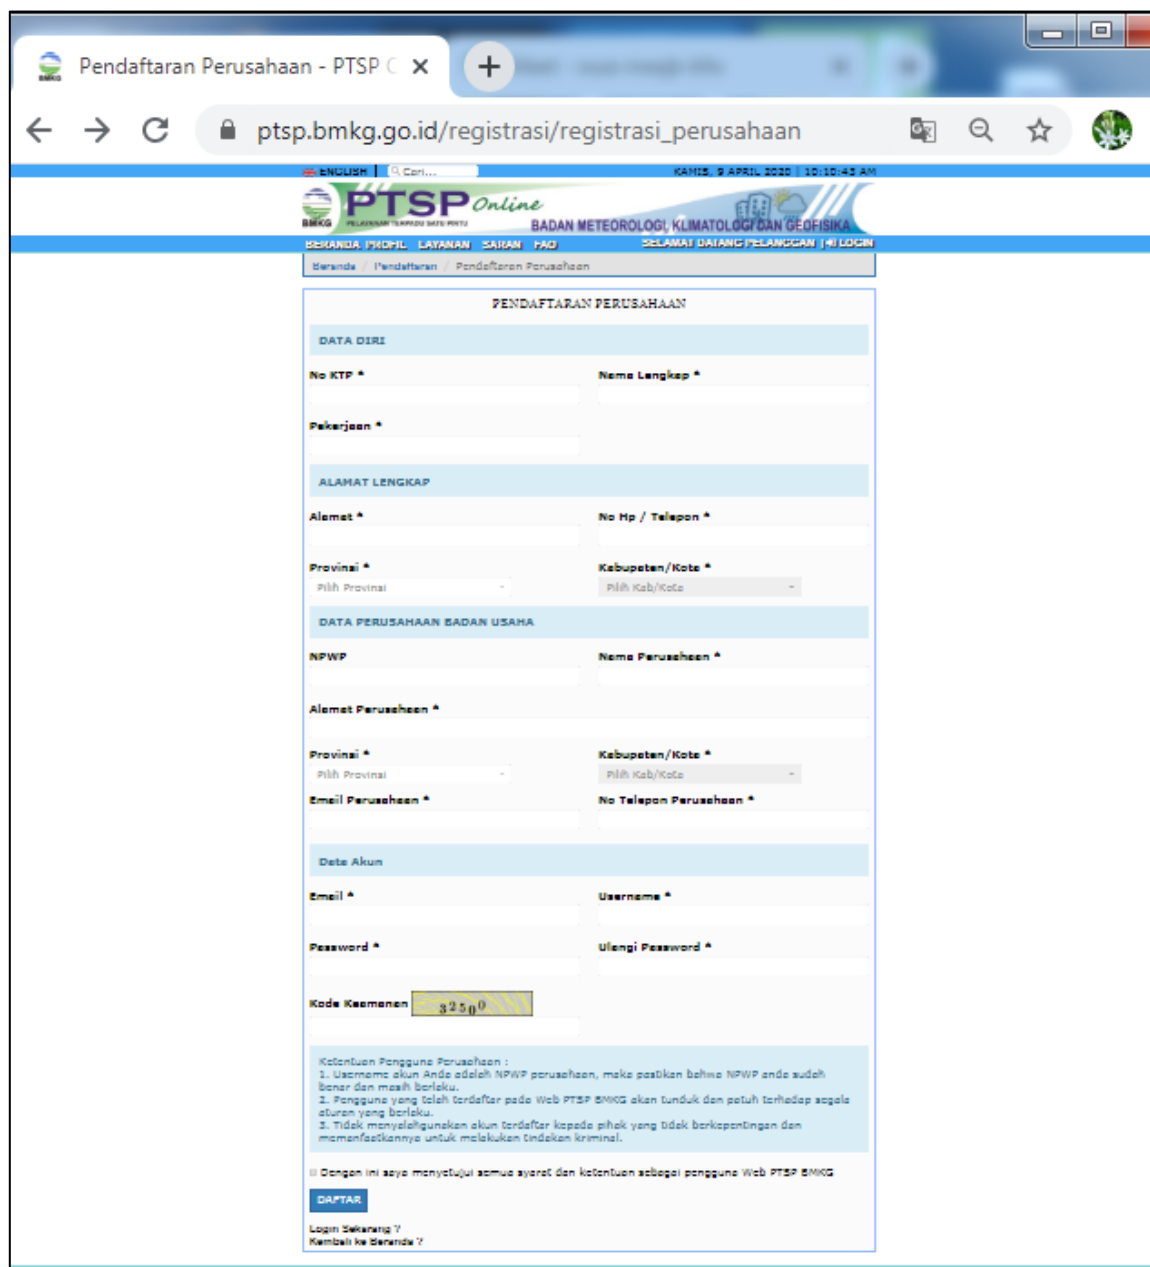 Pendaftaran Perusahaan - PTSP
ptsp.bmkg.go.id/registrasi/registrasi_perusahaan
ENGLISH | Cari... KAMIS, 9 APRIL 2020 | 10:10:43 AM
BMKG PTSP Online
PELAYANAN TERPADU SATU PINTU
BADAN METEOROLOGI, KLIMATOLOGI DAN GEOFISIKA
BERANDA PROFIL LAYANAN SARAN FAQ SELAMAT DATANG PELANGGAN | LOGIN
Beranda / Pendaftaran / Pendaftaran Perusahaan
PENDAFTARAN PERUSAHAAN
DATA DIRI
No KTP * Nama Lengkap *
Pekerjaan *
ALAMAT LENGKAP
Alamat * No Hp / Telepon *
Provinsi * Kabupaten/Kota *
Pilih Provinsi Pilih Kab/Kota
DATA PERUSAHAAN BADAN USAHA
NPWP Nama Perusahaan *
Alamat Perusahaan *
Provinsi * Kabupaten/Kota *
Pilih Provinsi Pilih Kab/Kota
Email Perusahaan * No Telepon Perusahaan *
Data Akun
Email * Username *
Password * Ulangi Password *
Kode Keamanan 32500
Ketentuan Pengguna Perusahaan :
1. Username akun Anda adalah NPWP perusahaan, maka pastikan bahwa NPWP anda sudah
benar dan masih berlaku.
2. Pengguna yang telah terdaftar pada Web PTSP BMKG akan tunduk dan patuh terhadap segala
aturan yang berlaku.
3. Tidak menyalahgunakan akun terdaftar kepada pihak yang tidak berkepentingan dan
memanfaatkannya untuk melakukan tindakan kriminal.
Dengan ini saya menyetujui semua syarat dan ketentuan sebagai pengguna Web PTSP BMKG
DAFTAR
Login Sekarang ?
Kembali ke Beranda ?